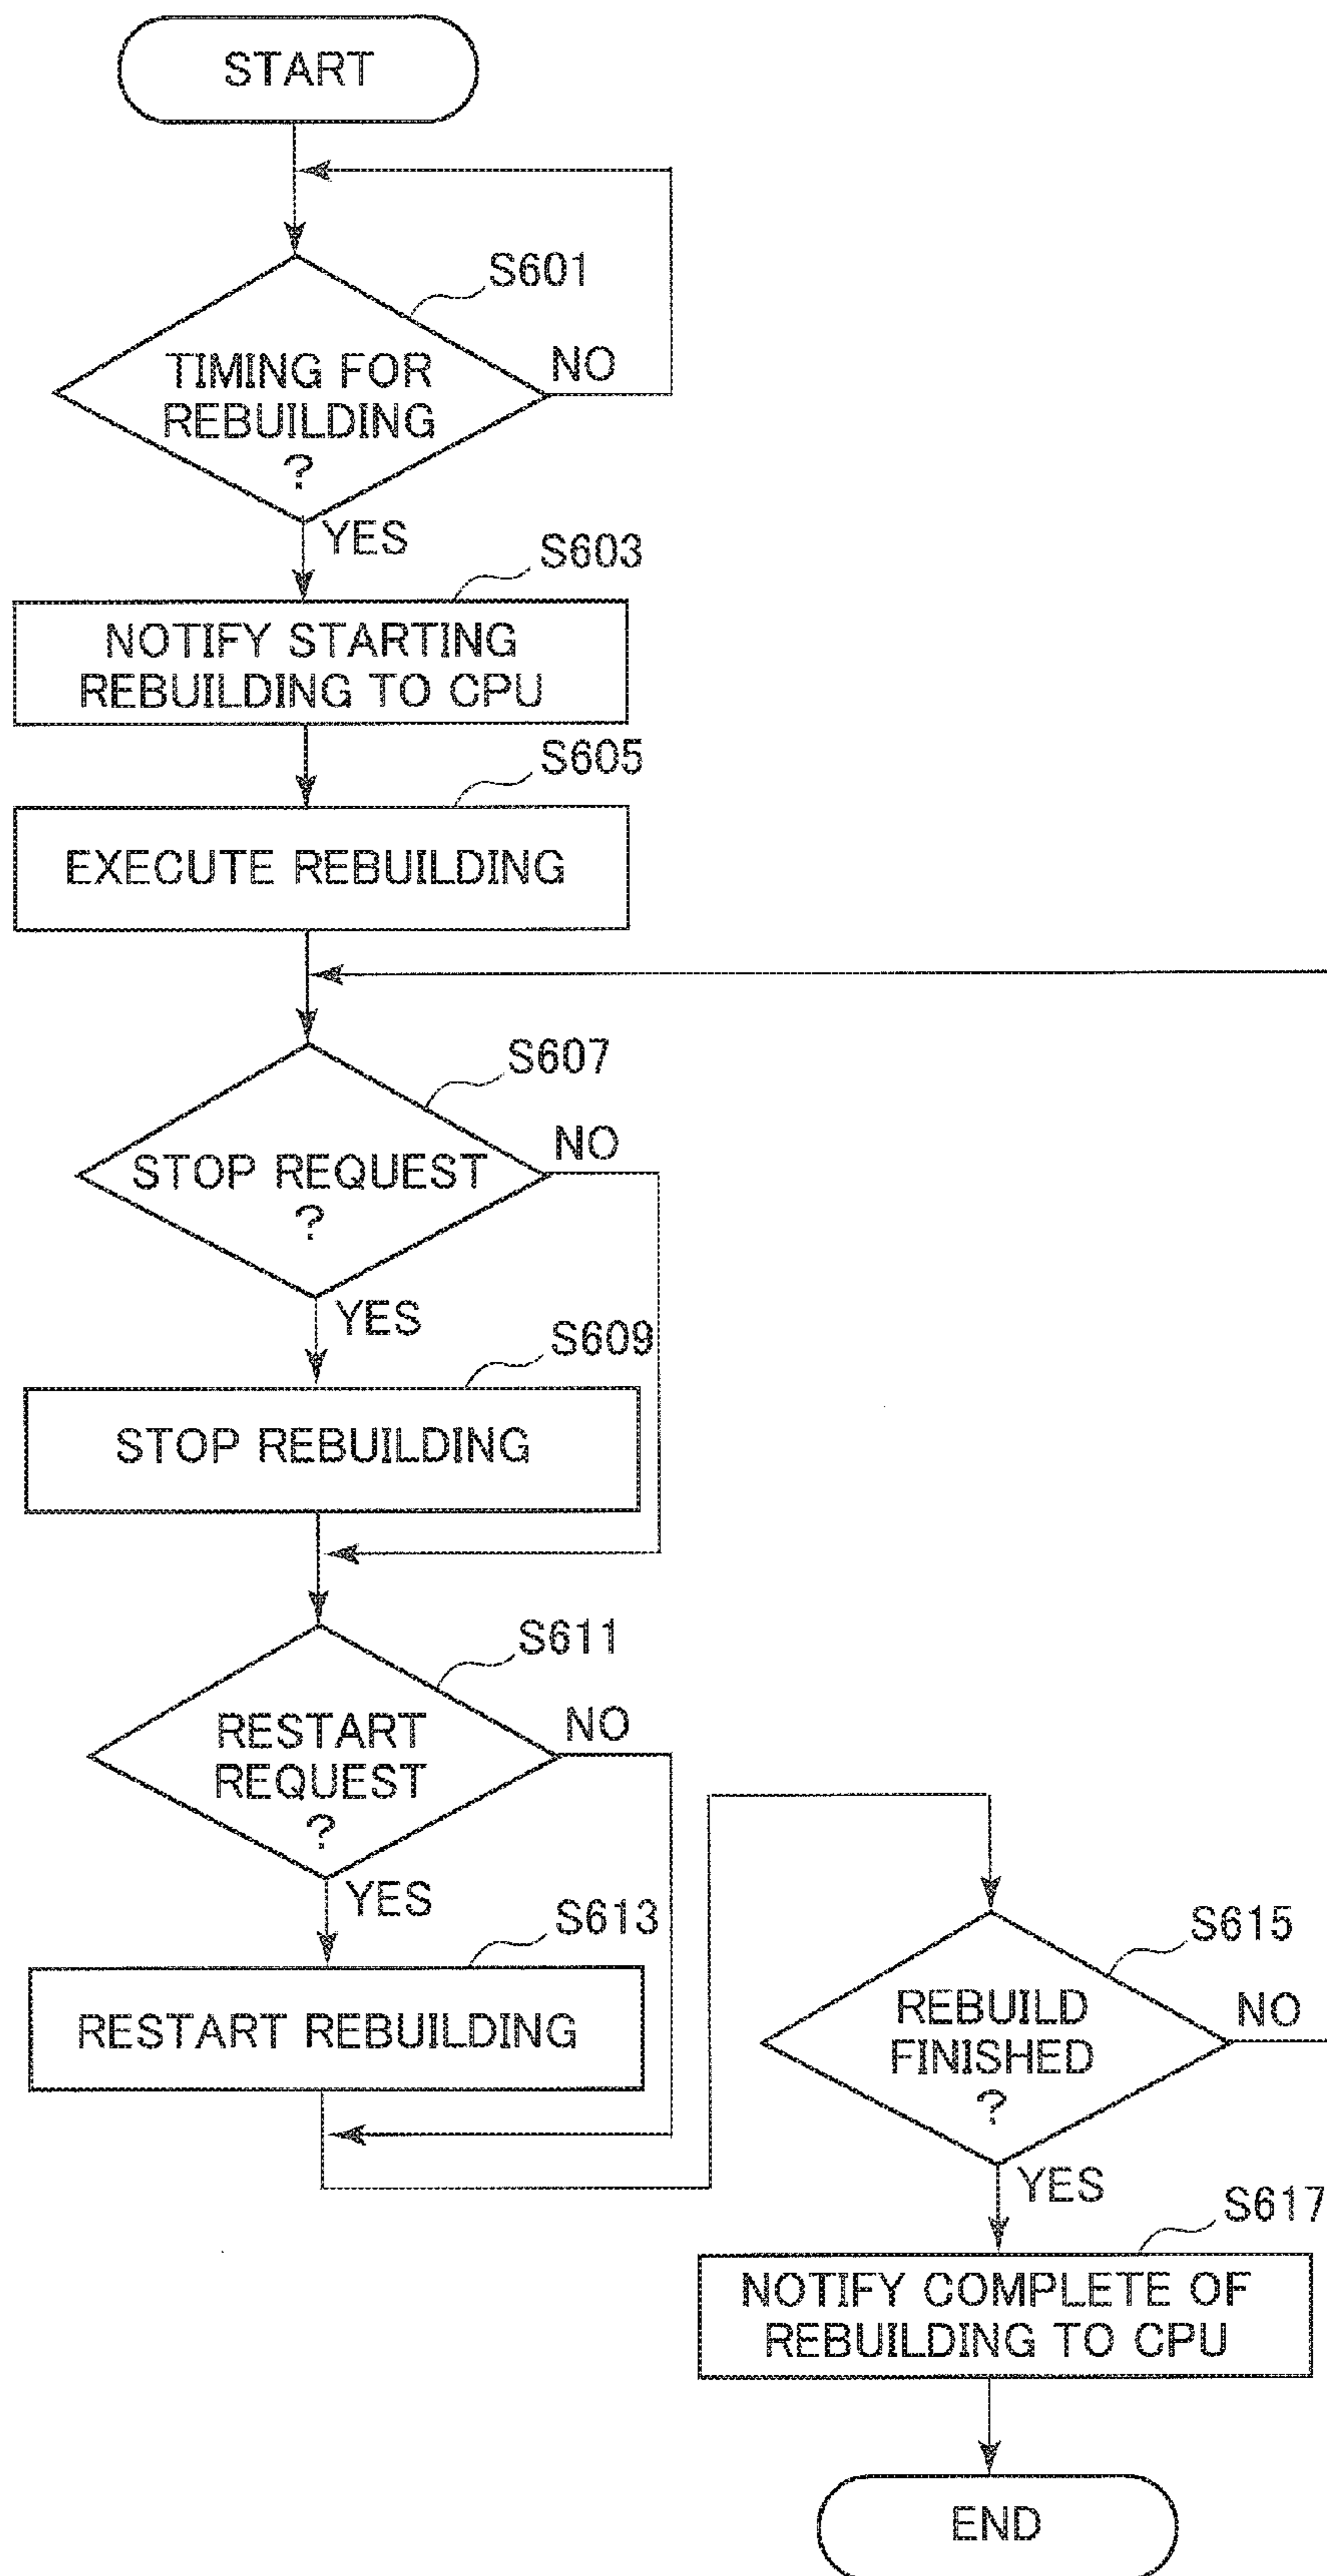 START
S601
TIMING FOR
REBUILDING
?
NO
YES
S603
NOTIFY STARTING
REBUILDING TO CPU
S605
EXECUTE REBUILDING
S607
STOP REQUEST
?
NO
YES
S609
STOP REBUILDING
S611
RESTART
REQUEST
?
NO
YES
S613
RESTART REBUILDING
S615
REBUILD
FINISHED
?
NO
YES
S617
NOTIFY COMPLETE OF
REBUILDING TO CPU
END